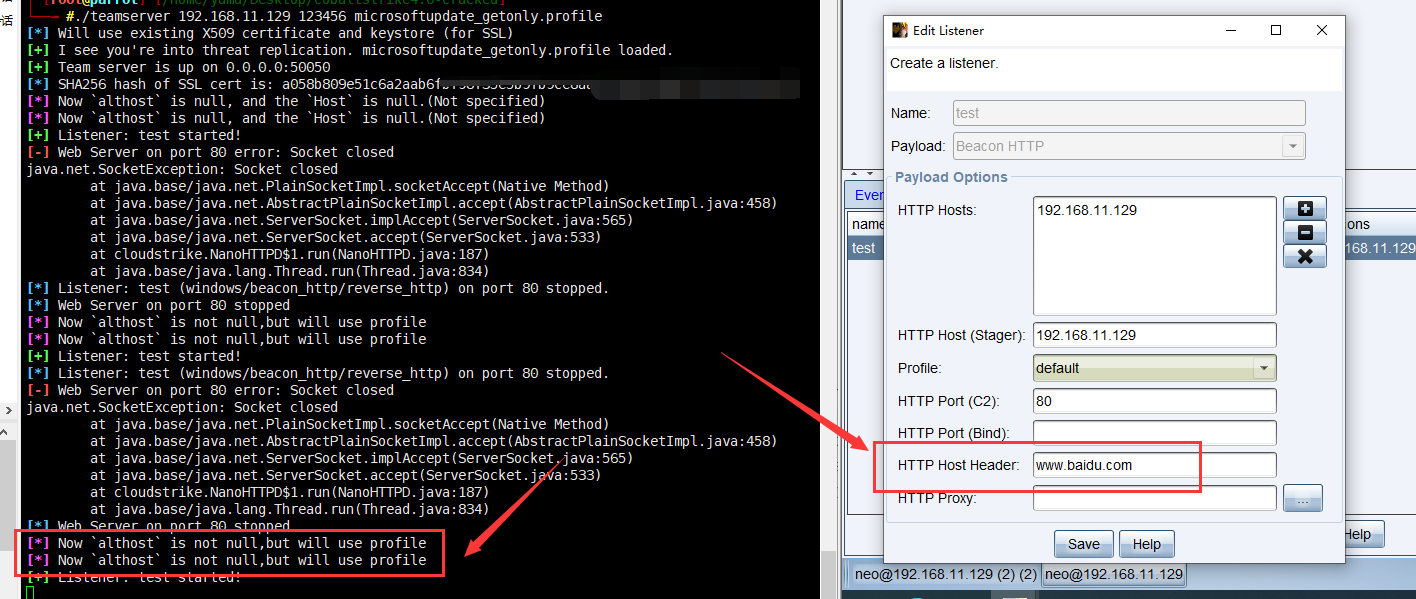 #./teamserver 192.168.11.129 123456 microsoftupdate_getonly.profile
[*] Will use existing X509 certificate and keystore (for SSL)
[+] I see you're into threat replication. microsoftupdate_getonly.profile loaded.
[+] Team server is up on 0.0.0.0:50050
[*] SHA256 hash of SSL cert is: a058b809e51c6a2aab6f
[*] Now `althost` is null, and the `Host` is null.(Not specified)
[*] Now `althost` is null, and the `Host` is null.(Not specified)
[+] Listener: test started!
[-] Web Server on port 80 error: Socket closed
java.net.SocketException: Socket closed
at java.base/java.net.PlainSocketImpl.socketAccept(Native Method)
at java.base/java.net.AbstractPlainSocketImpl.accept(AbstractPlainSocketImpl.java:458)
at java.base/java.net.ServerSocket.implAccept(ServerSocket.java:565)
at java.base/java.net.ServerSocket.accept(ServerSocket.java:533)
at cloudstrike.NanoHTTPD$1.run(NanoHTTPD.java:187)
at java.base/java.lang.Thread.run(Thread.java:834)
[*] Listener: test (windows/beacon_http/reverse_http) on port 80 stopped.
[*] Web Server on port 80 stopped
[*] Now `althost` is not null,but will use profile
[*] Now `althost` is not null,but will use profile
[+] Listener: test started!
[*] Listener: test (windows/beacon_http/reverse_http) on port 80 stopped.
[-] Web Server on port 80 error: Socket closed
java.net.SocketException: Socket closed
at java.base/java.net.PlainSocketImpl.socketAccept(Native Method)
at java.base/java.net.AbstractPlainSocketImpl.accept(AbstractPlainSocketImpl.java:458)
at java.base/java.net.ServerSocket.implAccept(ServerSocket.java:565)
at java.base/java.net.ServerSocket.accept(ServerSocket.java:533)
at cloudstrike.NanoHTTPD$1.run(NanoHTTPD.java:187)
at java.base/java.lang.Thread.run(Thread.java:834)
[*] Web Server on port 80 stopped
[*] Now `althost` is not null,but will use profile
[*] Now `althost` is not null,but will use profile
[+] Listener: test started!
Edit Listener
Create a listener.
Name: test
Payload: Beacon HTTP
Payload Options
HTTP Hosts: 192.168.11.129
HTTP Host (Stager): 192.168.11.129
Profile: default
HTTP Port (C2): 80
HTTP Port (Bind):
HTTP Host Header: www.baidu.com
HTTP Proxy:
...
Save Help
name
test
168.11.129
Help
neo@192.168.11.129 (2) (2) neo@192.168.11.129